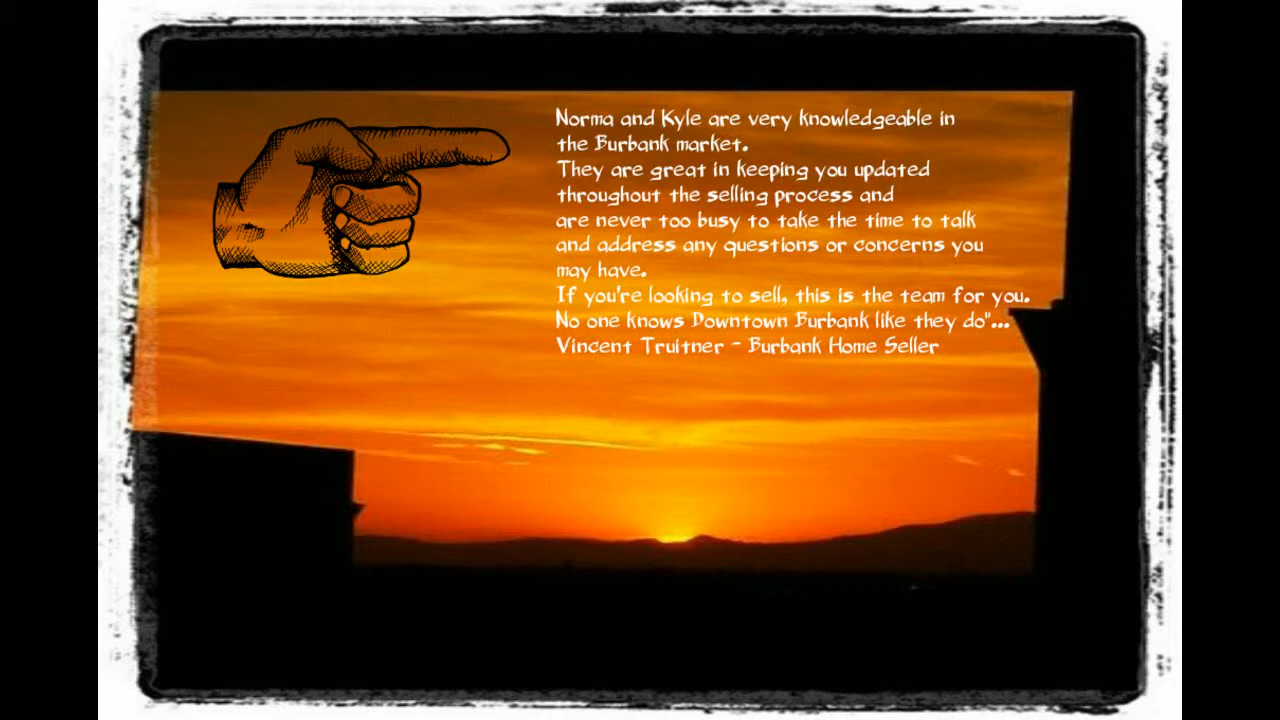 Norma and Kyle are very knowledgeable in
the Burbank market.
They are great in keeping you updated
throughout the selling process and
are never too busy to take the time to talk
and address any questions or concerns you
may have.
If you're looking to sell, this is the team for you.
No one knows Downtown Burbank like they do"...
Vincent Truitner - Burbank Home Seller